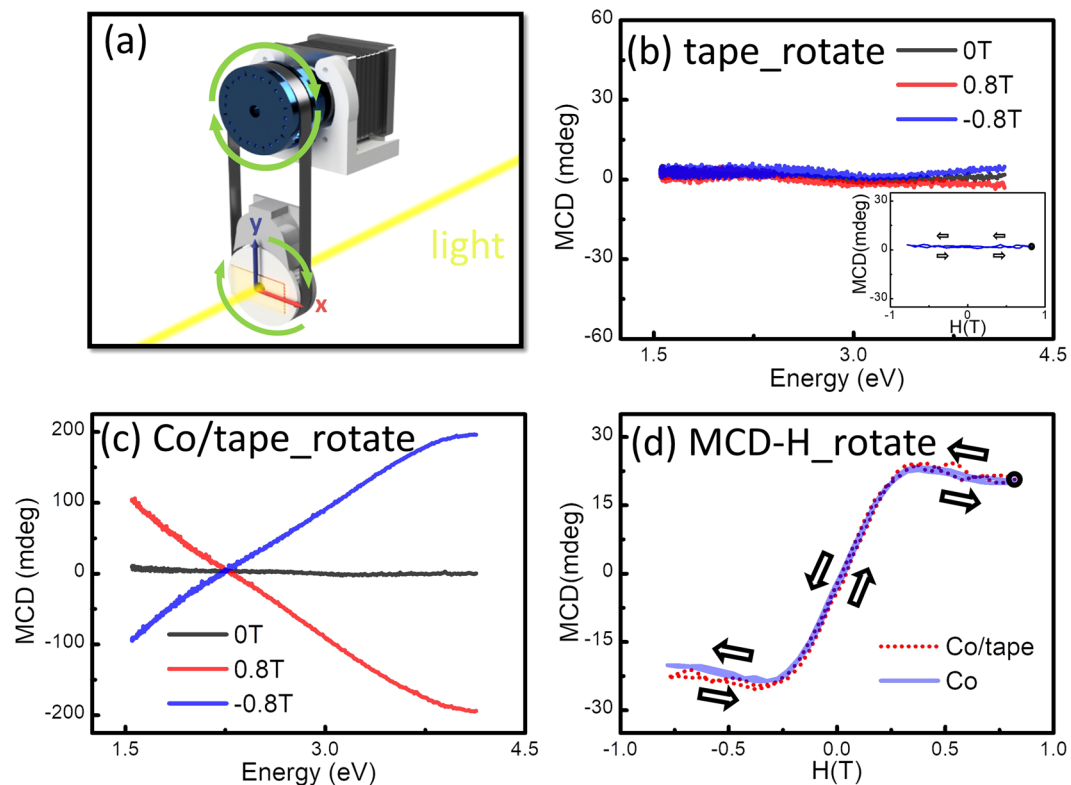 (a)
y
x
light
(b) tape_rotate
0T
0.8T
-0.8T
60
30
0
-30
-60
MCD (mdeg)
1.5
3.0
4.5
Energy (eV)
30
0
-30
MCD(mdeg)
-1
0
1
H(T)
(c) Co/tape_rotate
200
100
0
-100
-200
MCD (mdeg)
0T
0.8T
-0.8T
1.5
3.0
4.5
Energy (eV)
(d) MCD-H_rotate
30
15
0
-15
-30
MCD(mdeg)
Co/tape
Co
-1.0
-0.5
0.0
0.5
1.0
H(T)